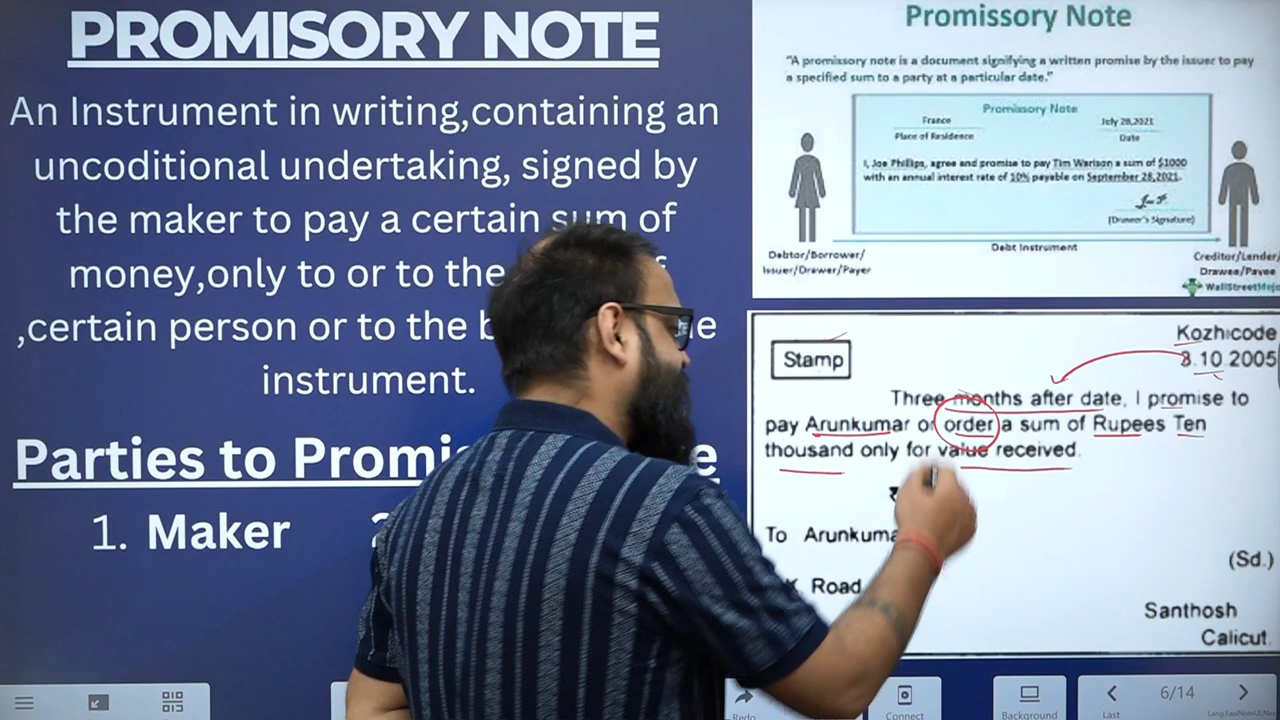 PROMISORY NOTE
An Instrument in writing,containing an
uncoditional undertaking, signed by
the maker to pay a certain sum of
money,only to or to the
,certain person or to the
instrument.
Parties to
1. Maker
Promissory Note
"A promissory note is a document signifying a written promise by the issuer to pay
a specified sum to a party at a particular date."
Promissory Note
France
July 28,2021
Place of Residence
Date
I, Joe Phillips, agree and promise to pay Tim Warison a sum of $1000
with an annual interest rate of 10% payable on September 28,2021.
(Drawer's Signature)
Debt Instrument
Debtor/Borrower/
Issuer/Drawer/Payer
Creditor/Lender/
Drawee/Payee
Kozhicode
3.10.2005
Stamp
Three months after date, I promise to
pay Arunkumar or order a sum of Rupees Ten
thousand only for value received.
To
Road
(Sd.)
Santhosh
Calicut.
Redo
Connect
Background
Last
6/14